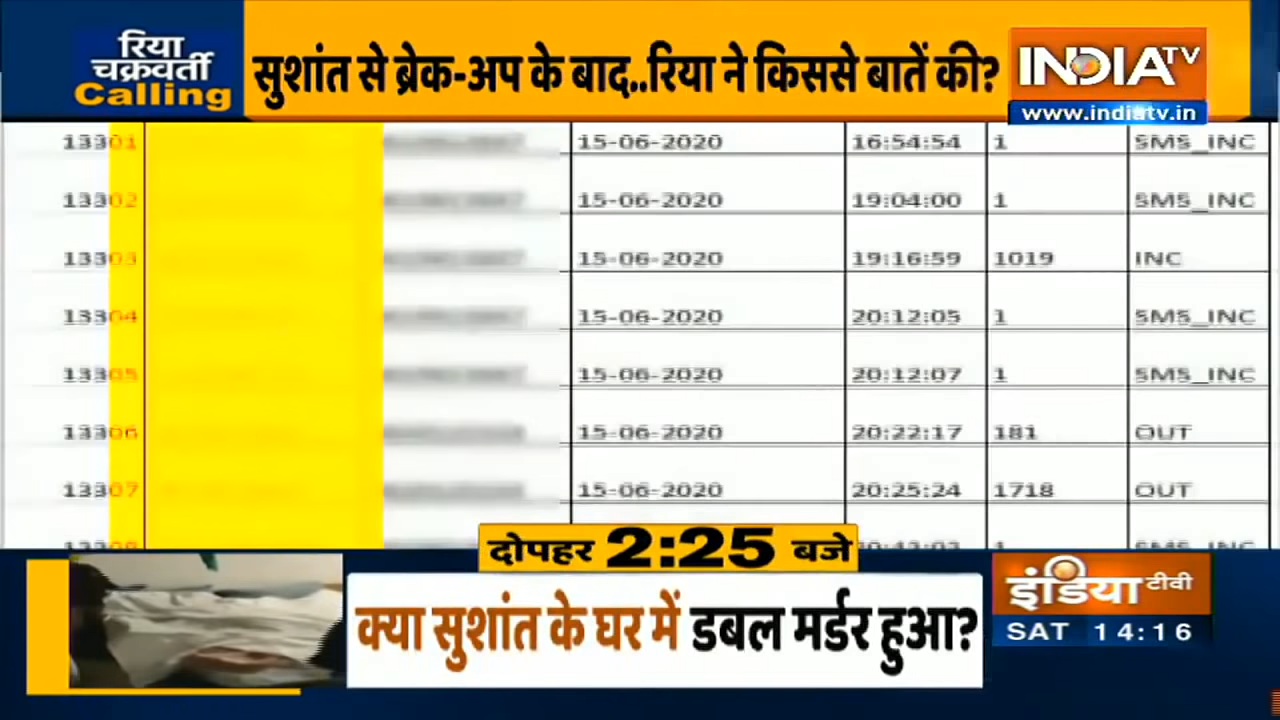 रिया
चक्रवर्ती
Calling
सुशांत से ब्रेक-अप के बाद..रिया ने किससे बातें की?
INDIA TV
www.indiatv.in
13301 15-06-2020 16:54:54 1 SMS_INC
13302 15-06-2020 19:04:00 1 SMS_INC
13303 15-06-2020 19:16:59 1019 INC
13304 15-06-2020 20:12:05 1 SMS_INC
13305 15-06-2020 20:12:07 1 SMS_INC
13306 15-06-2020 20:22:17 181 OUT
13307 15-06-2020 20:25:24 1718 OUT
दोपहर 2:25 बजे
क्या सुशांत के घर में डबल मर्डर हुआ?
इंडिया टीवी
SAT 14:16